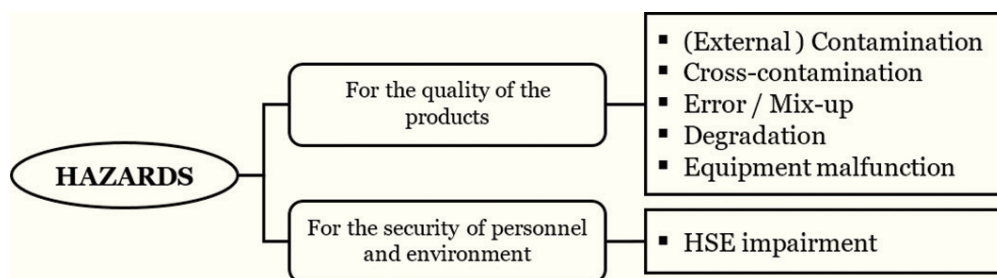 HAZARDS
For the quality of the
products
▪ (External ) Contamination
▪ Cross-contamination
▪ Error / Mix-up
▪ Degradation
▪ Equipment malfunction
For the security of personnel
and environment
▪ HSE impairment